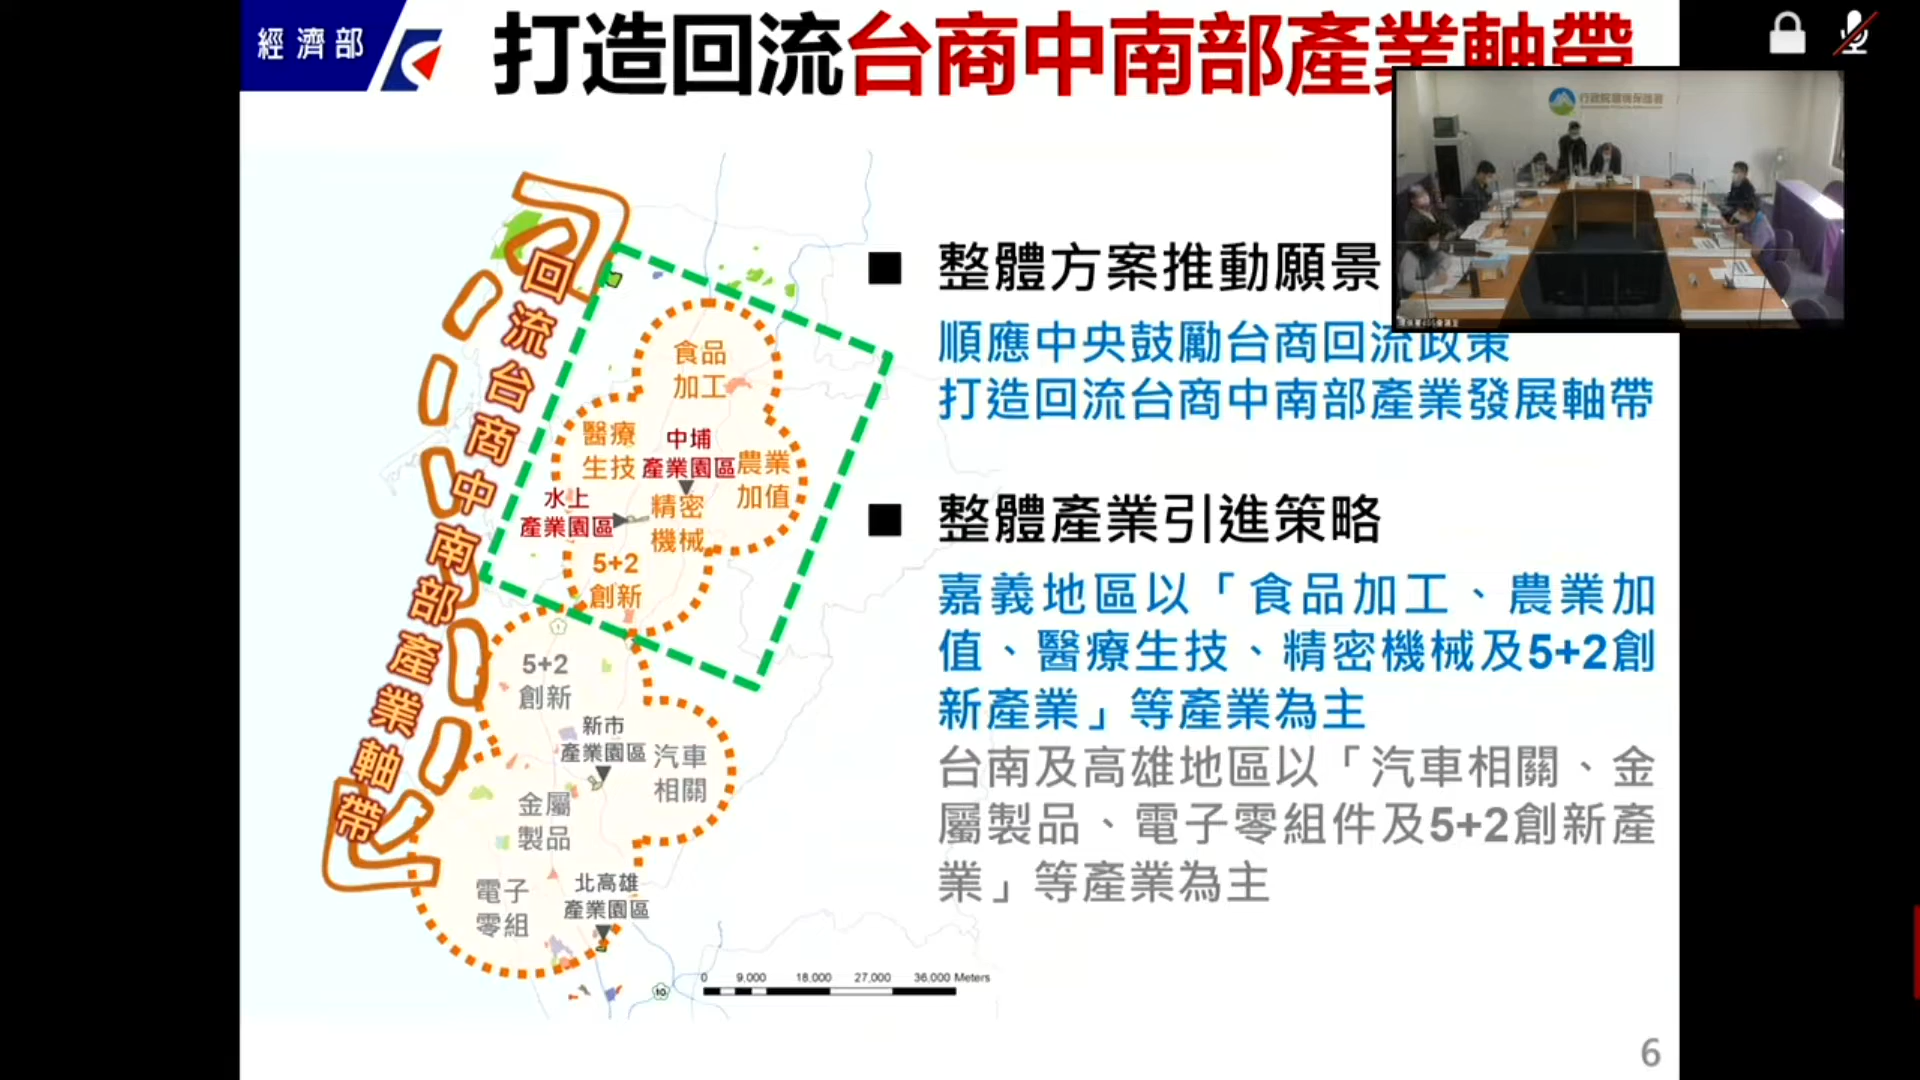 經濟部
打造回流台商中南部產業軸帶
行政院環境保護署
回流台商中南部產業軸帶
食品
加工
醫療
生技
中埔
產業園區
農業
加值
水上
產業園區
精密
機械
5+2
創新
5+2
創新
新市
產業園區
汽車
相關
金屬
製品
電子
零組
北高雄
產業園區
1
10
0 9,000 18,000 27,000 36,000 Meters
■ 整體方案推動願景
順應中央鼓勵台商回流政策
打造回流台商中南部產業發展軸帶
■ 整體產業引進策略
嘉義地區以「食品加工、農業加
值、醫療生技、精密機械及5+2創
新產業」等產業為主
台南及高雄地區以「汽車相關、金
屬製品、電子零組件及5+2創新產
業」等產業為主
6